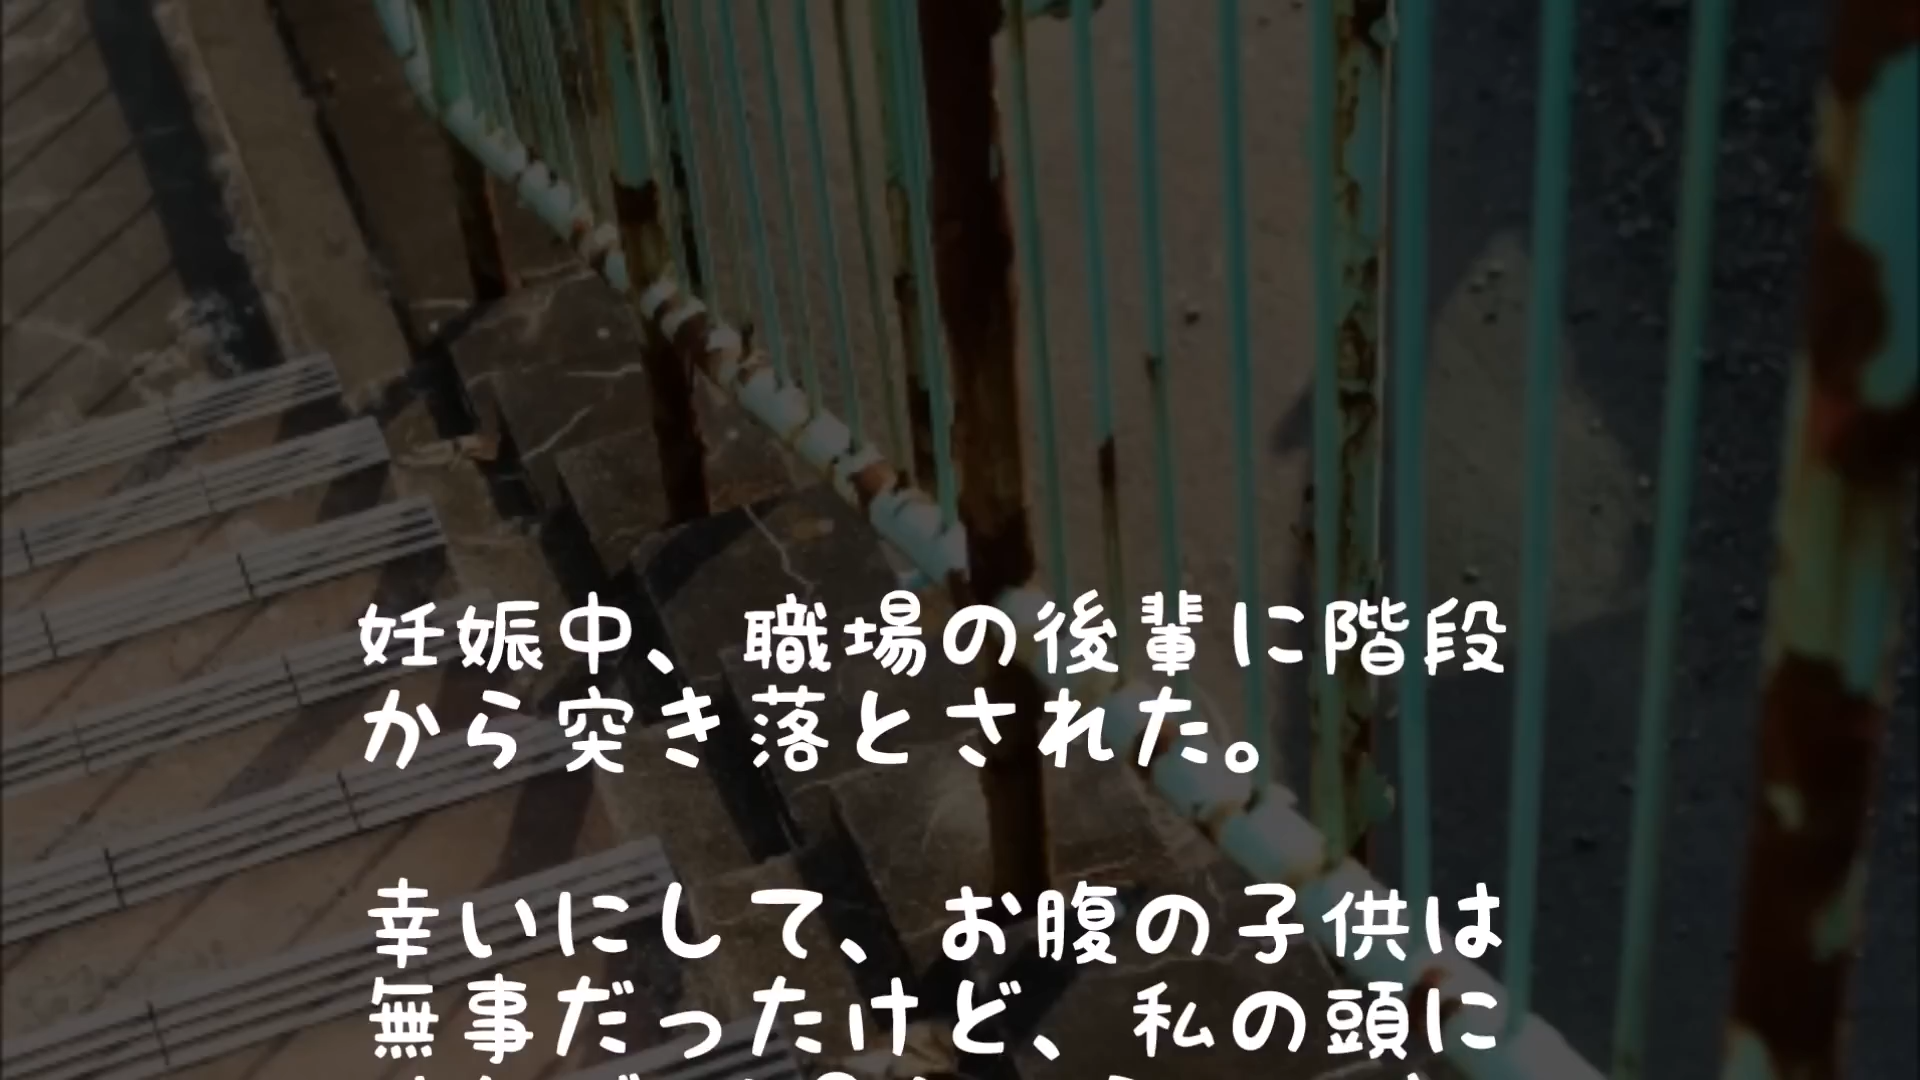 妊娠中、職場の後輩に階段
から突き落とされた。
幸いにして、お腹の子供は
無事だったけど、私の頭に